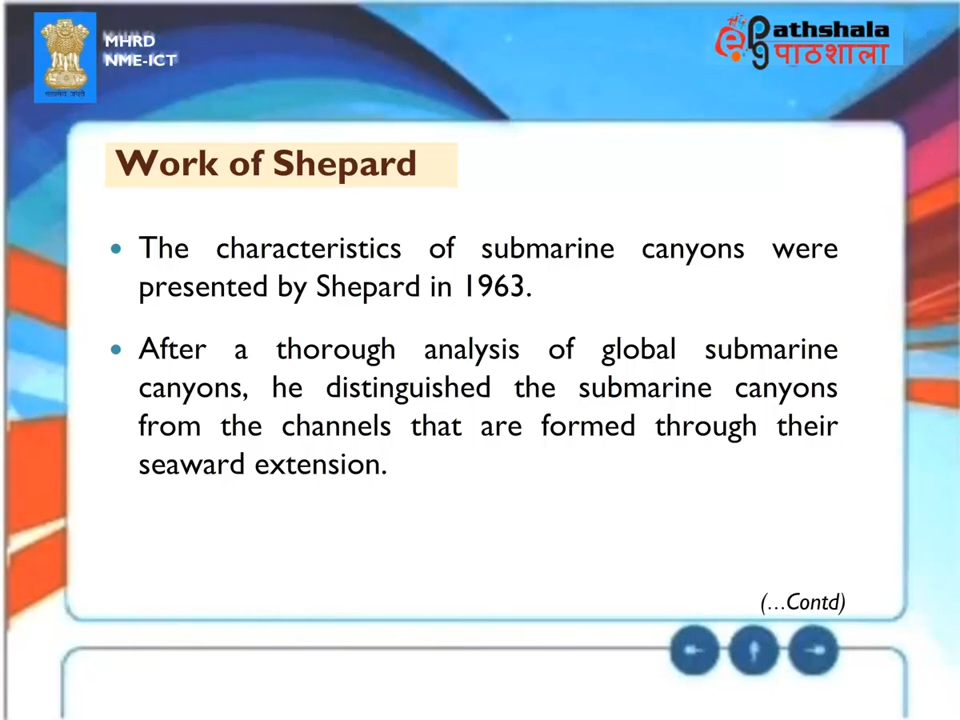 MHRD
NME-ICT
ePG Pathshala
पाठशाला
Work of Shepard
• The characteristics of submarine canyons were
presented by Shepard in 1963.
• After a thorough analysis of global submarine
canyons, he distinguished the submarine canyons
from the channels that are formed through their
seaward extension.
(...Contd)